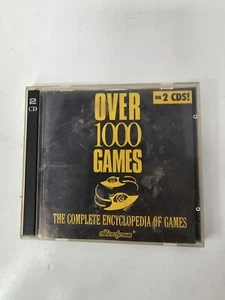 2
CD
on 2 CDS!
OVER
1000
GAMES
THE COMPLETE ENCYCLOPEDIA OF GAMES